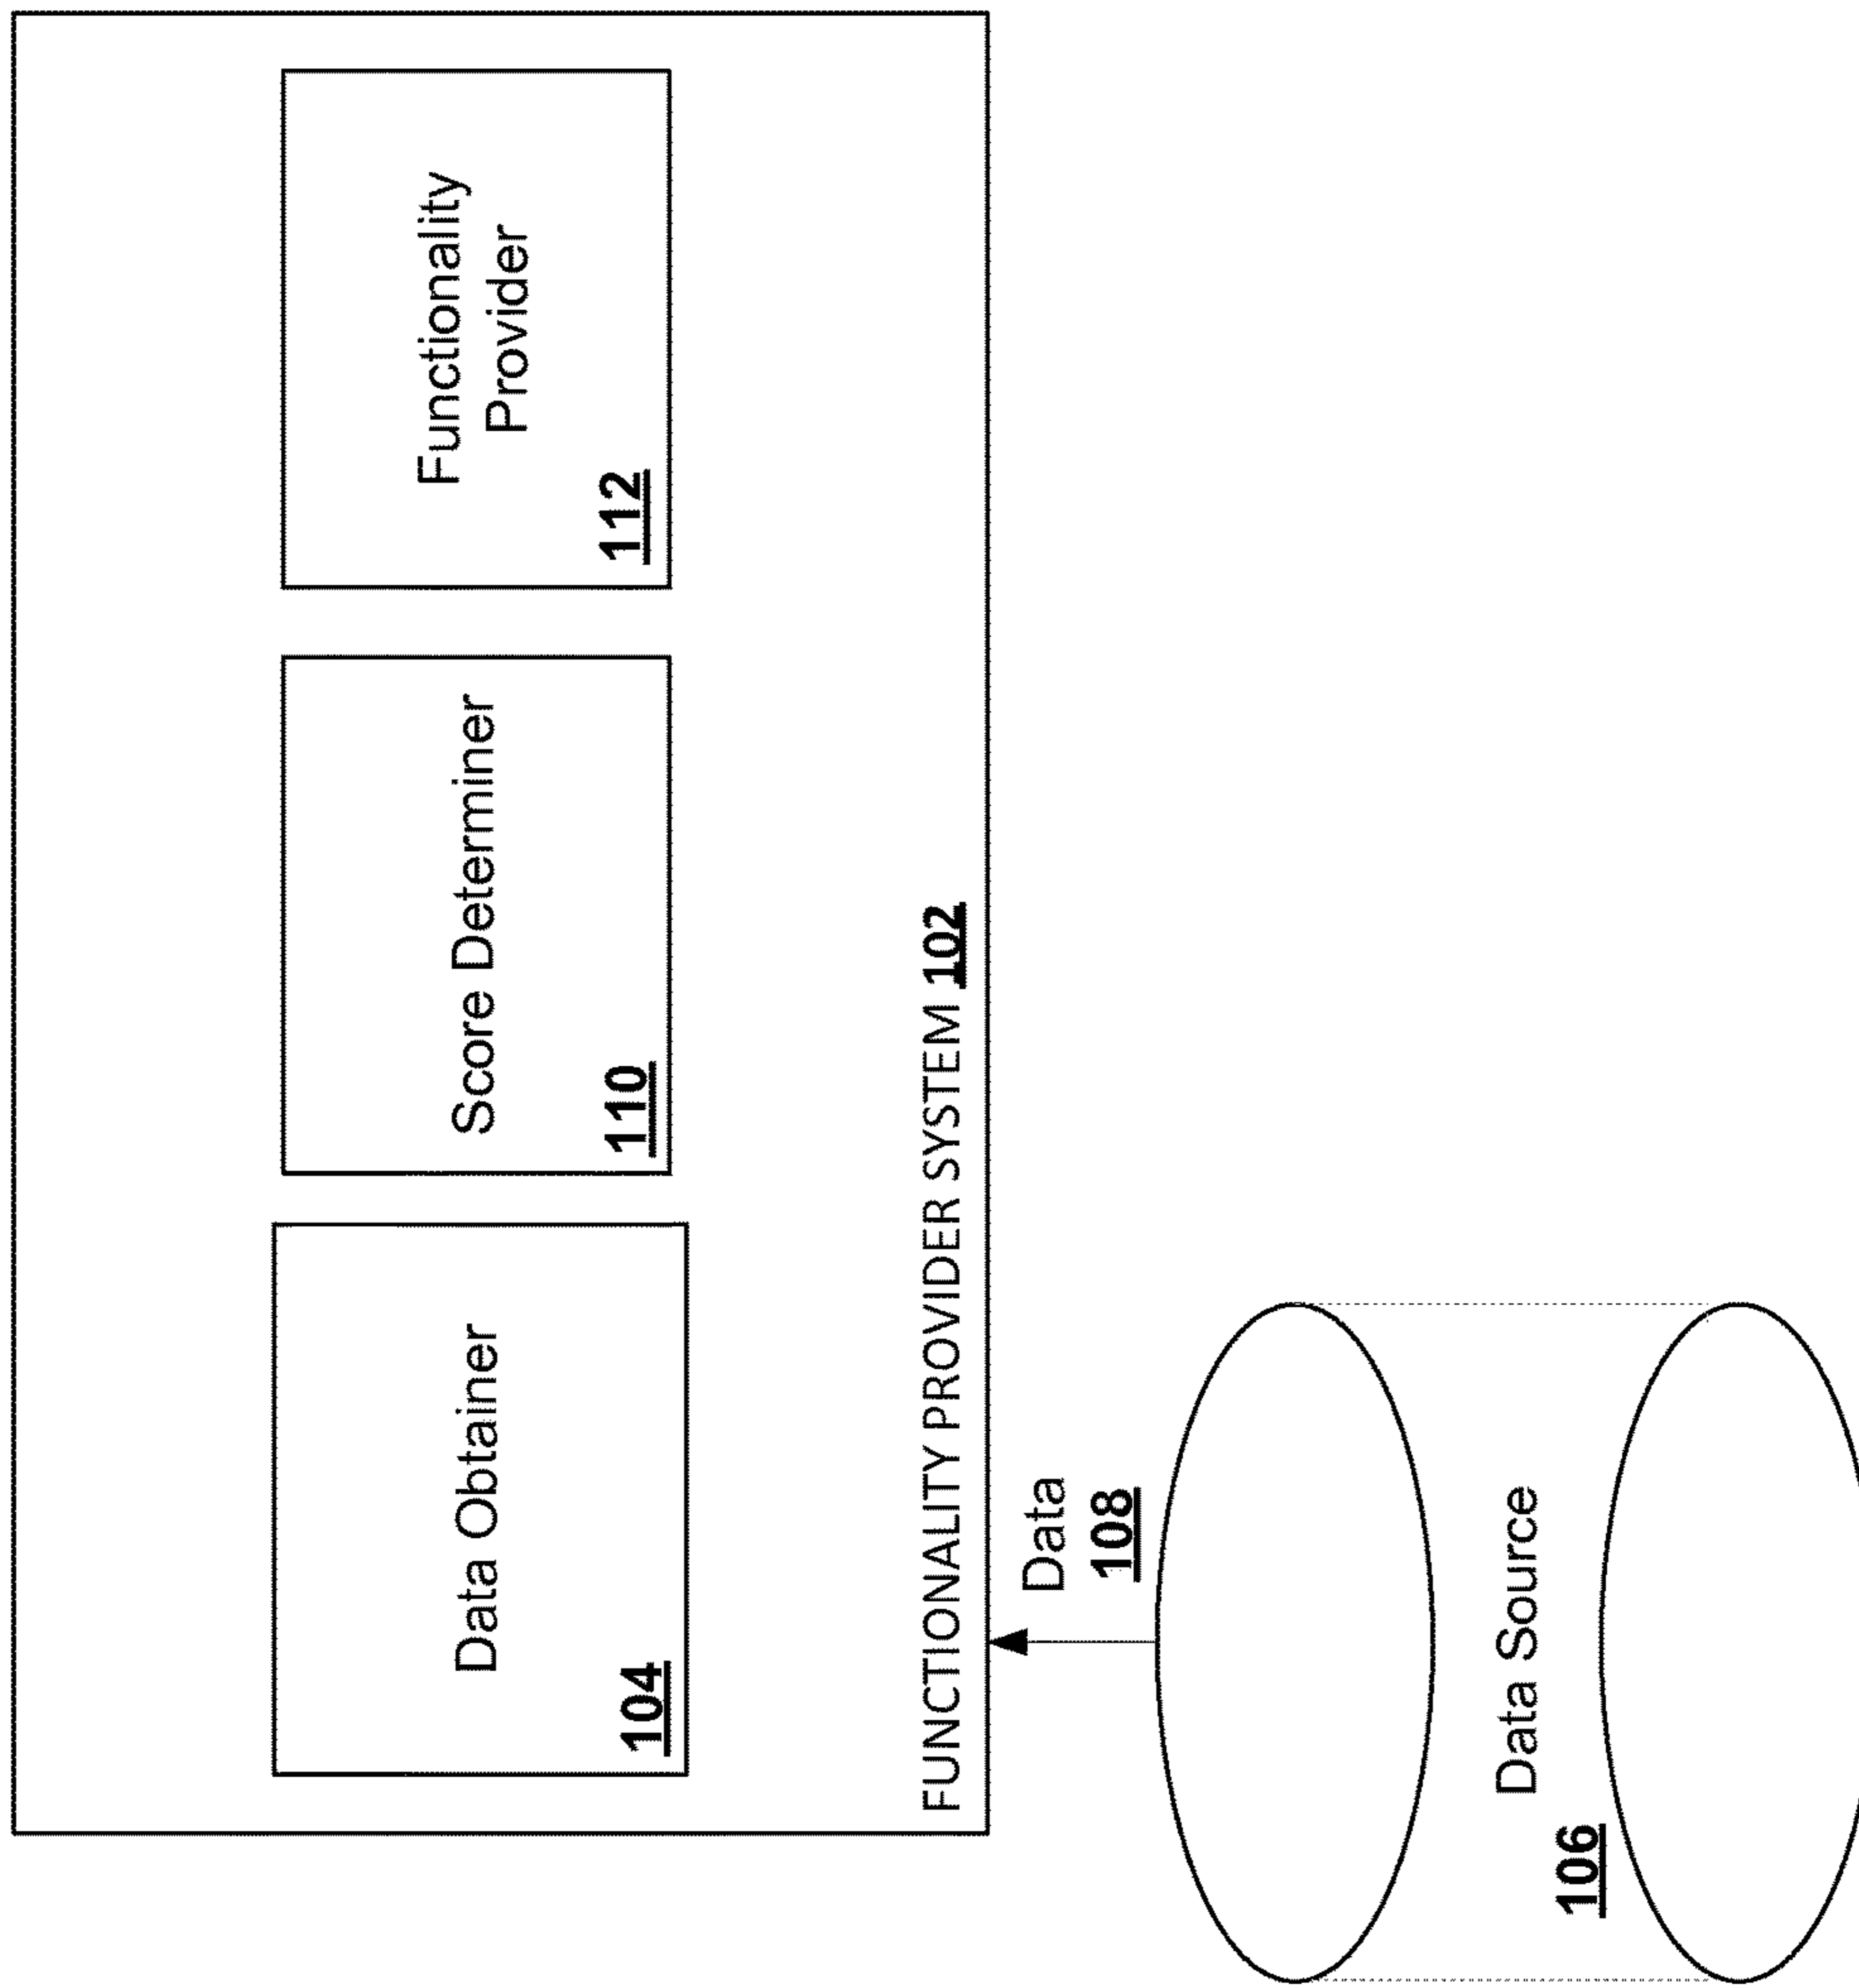 Data Obtainer
104
Score Determiner
110
Functionality
Provider
112
FUNCTIONALITY PROVIDER SYSTEM 102
Data
108
Data Source
106